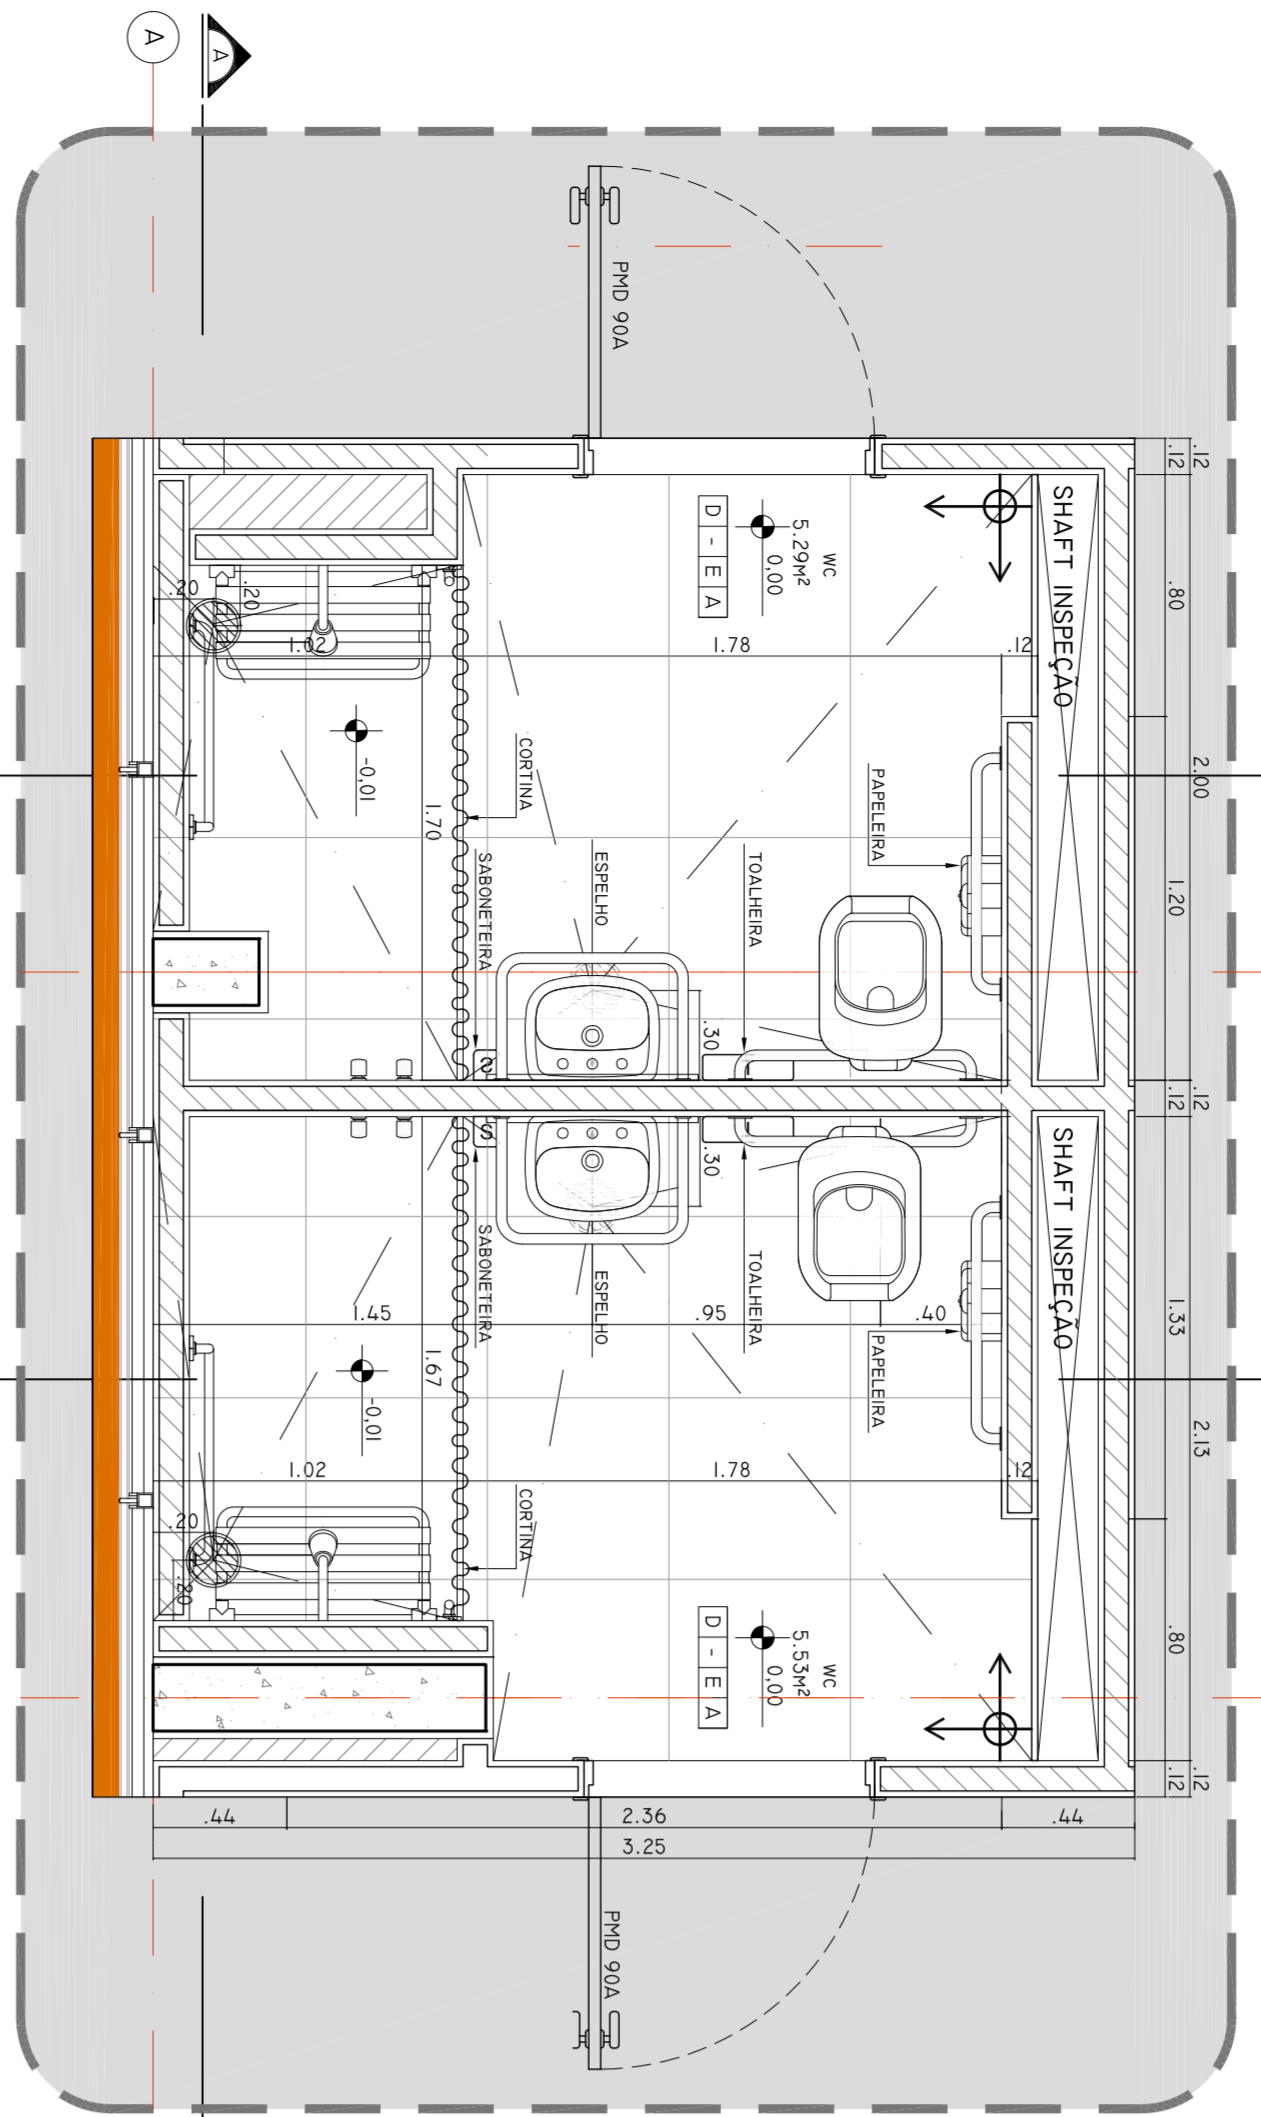 A
A
PMD 90A
.12
.12
SHAFT INSPEÇÃO
WC
5.29M²
0,00
D - E A
.80
.20
.20
1.02
1.78
.12
-0,01
CORTINA
PAPELEIRA
2.00
1.70
SABONETEIRA
ESPELHO
TOALHEIRA
1.20
.30
.12
.12
.30
SHAFT INSPEÇÃO
SABONETEIRA
ESPELHO
TOALHEIRA
1.45
.95
.40
1.33
1.67
PAPELEIRA
-0,01
2.13
1.02
1.78
.12
CORTINA
.20
.20
WC
5.53M²
0,00
D - E A
.80
.12
.12
.44
2.36
.44
3.25
PMD 90A